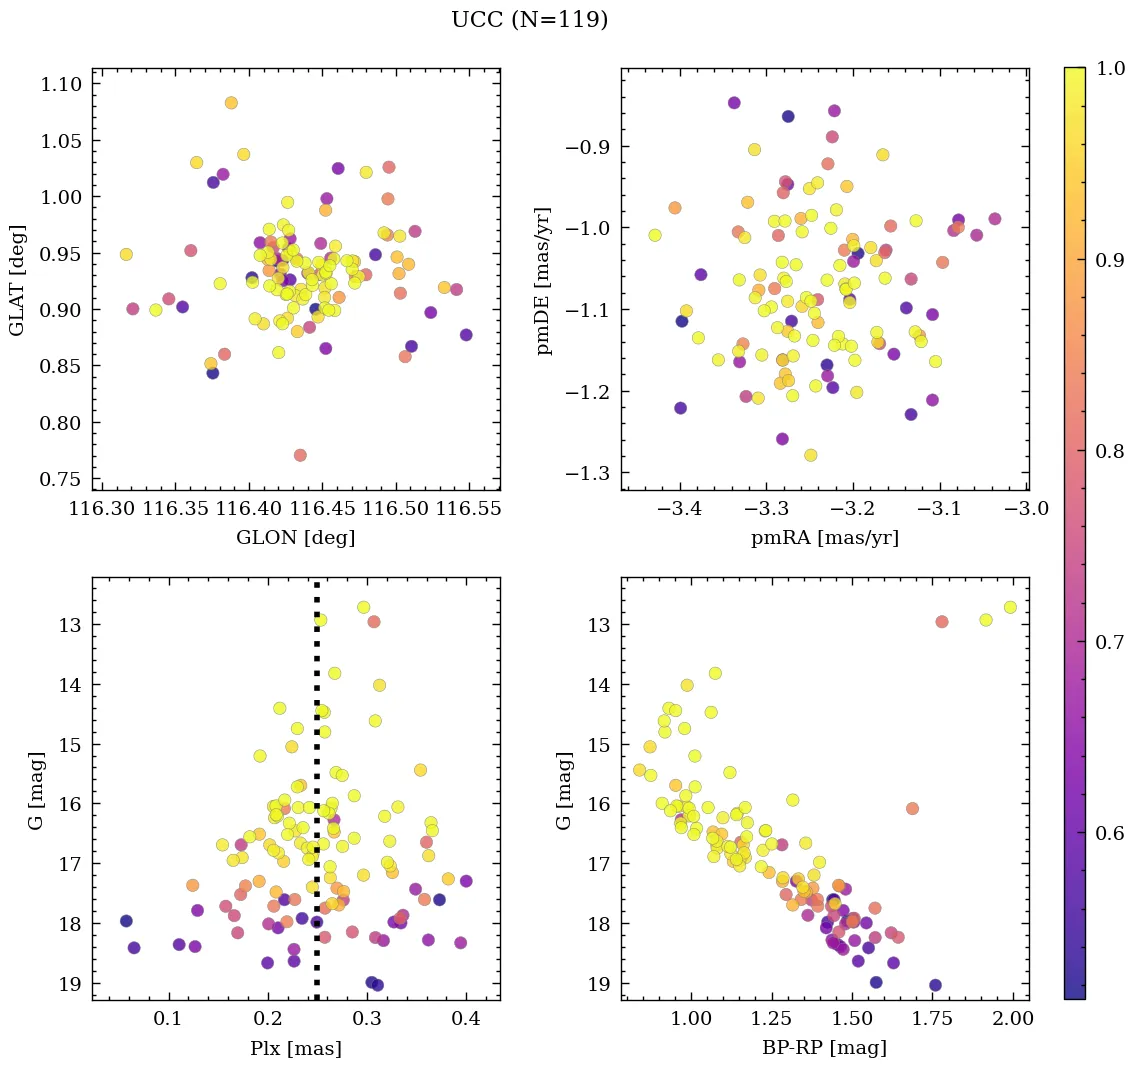 UCC (N=119)
1.10
1.05
1.00
0.95
0.90
0.85
0.80
0.75
GLAT [deg]
116.30 116.35 116.40 116.45 116.50 116.55
GLON [deg]
−0.9
−1.0
−1.1
−1.2
−1.3
pmDE [mas/yr]
−3.4 −3.3 −3.2 −3.1 −3.0
pmRA [mas/yr]
1.0
0.9
0.8
0.7
0.6
13
14
15
16
17
18
19
G [mag]
0.1 0.2 0.3 0.4
Plx [mas]
13
14
15
16
17
18
19
G [mag]
1.00 1.25 1.50 1.75 2.00
BP-RP [mag]